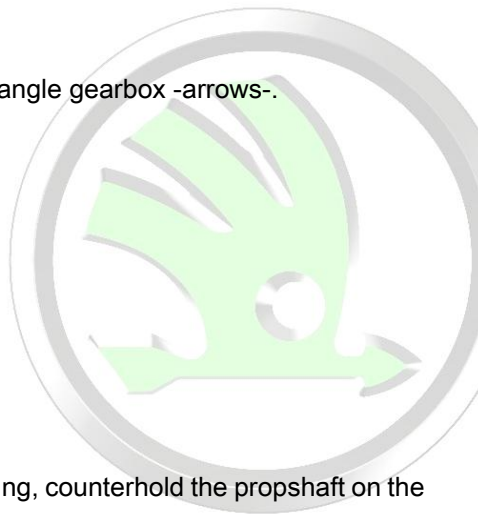 angle gearbox -arrows-.
ng, counterhold the propshaft on the